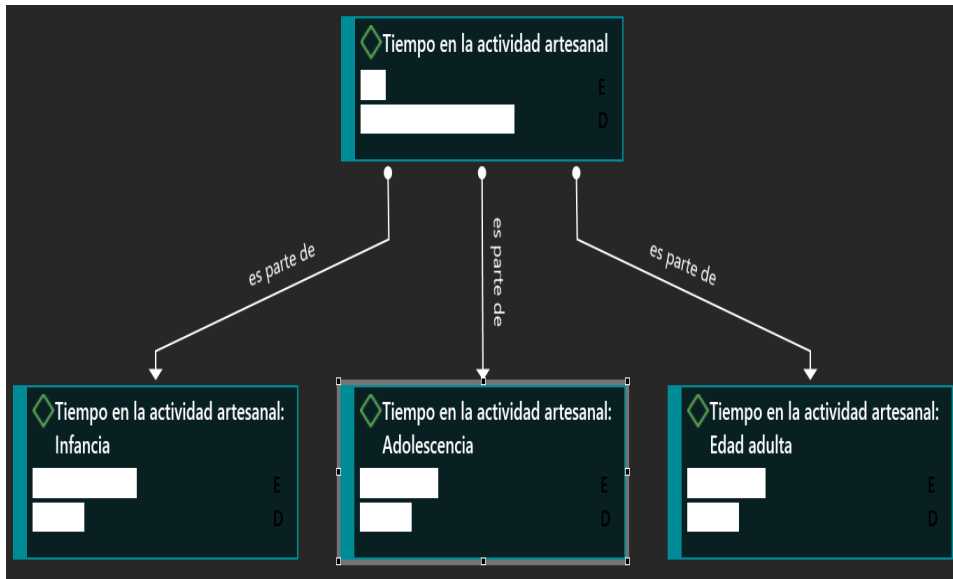 Tiempo en la actividad artesanal
E
D
es parte de
es parte de
es parte de
Tiempo en la actividad artesanal:
Infancia
E
D
Tiempo en la actividad artesanal:
Adolescencia
E
D
Tiempo en la actividad artesanal:
Edad adulta
E
D